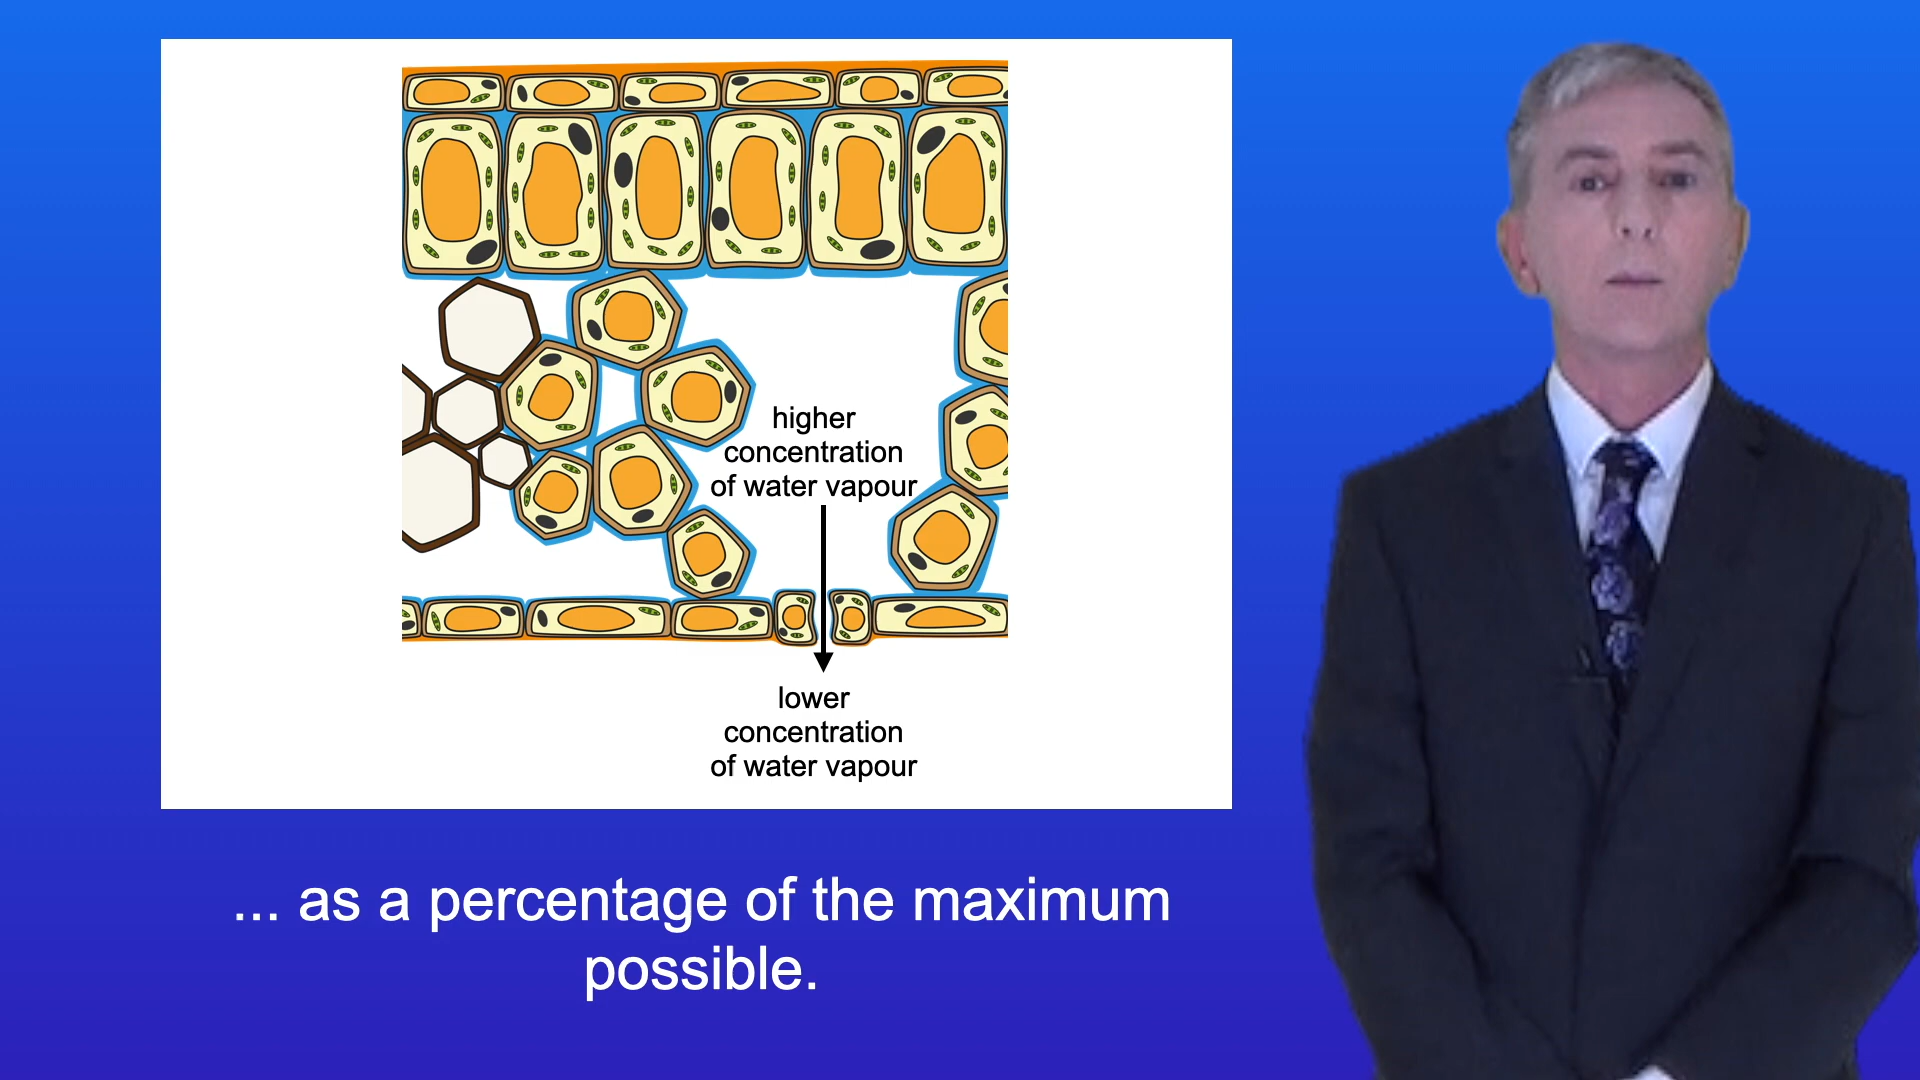 higher
concentration
of water vapour
lower
concentration
of water vapour
... as a percentage of the maximum
possible.